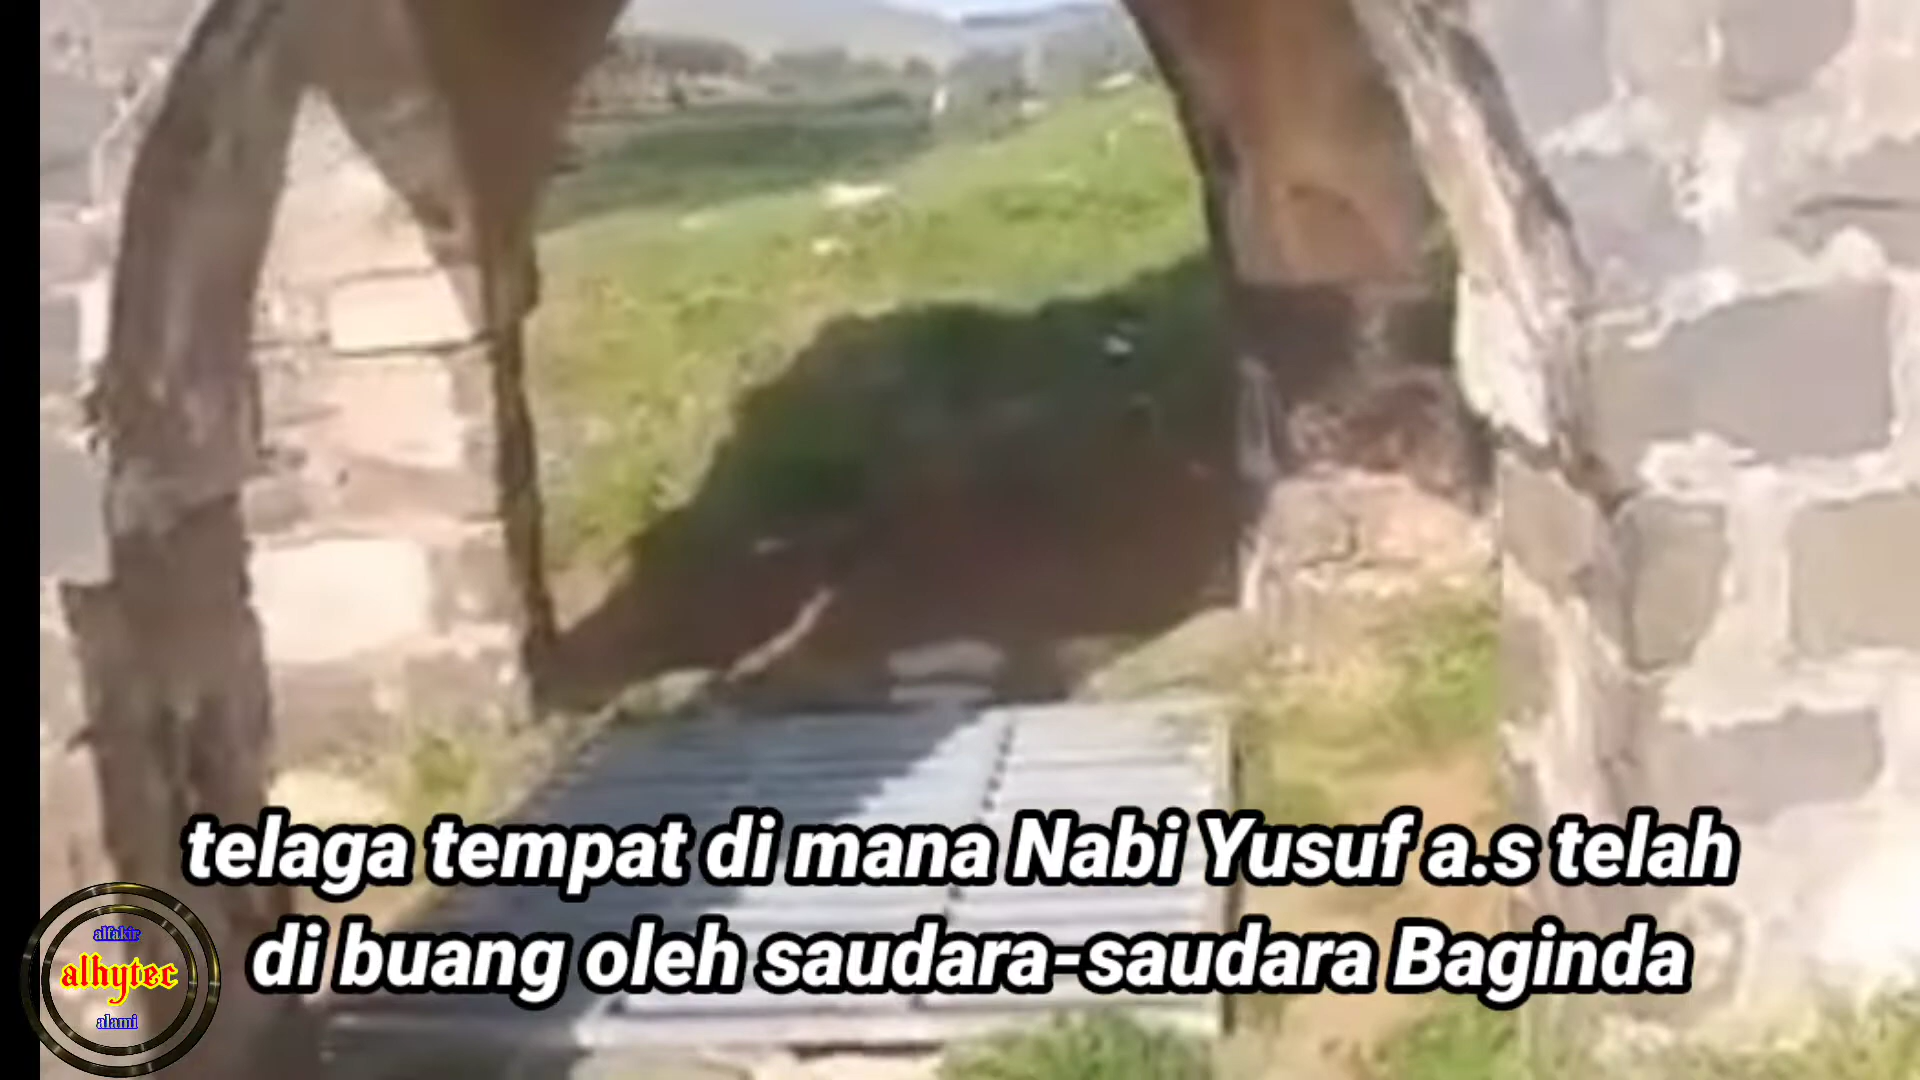 telaga tempat di mana Nabi Yusuf a.s telah
di buang oleh saudara-saudara Baginda
alfakir
alhytec
alami